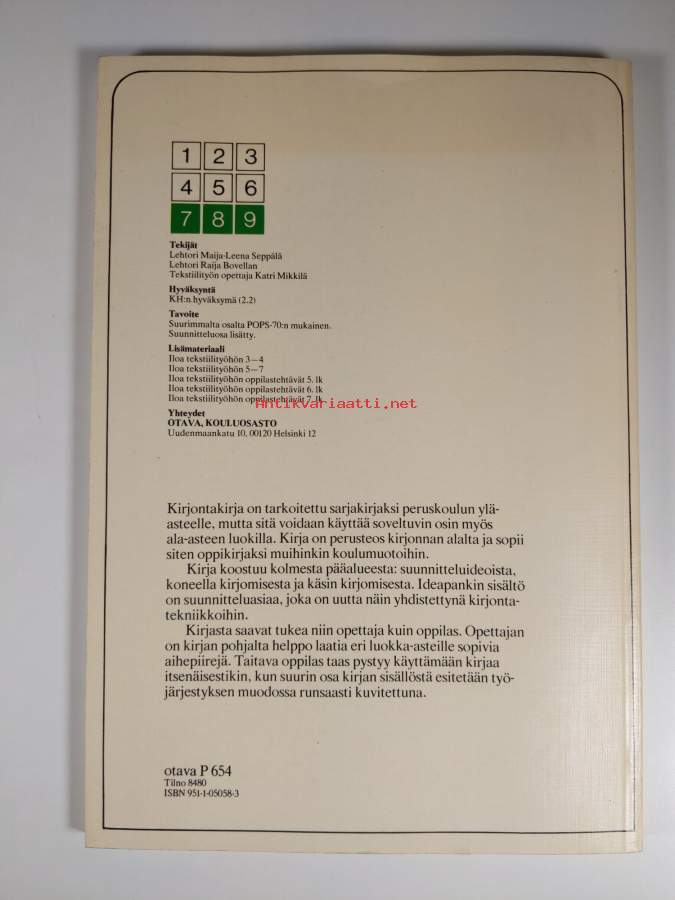 1 2 3
4 5 6
7 8 9
Tekijät
Lehtori Maija-Leena Seppälä
Lehtori Raija Bovellan
Tekstiilityön opettaja Katri Mikkilä
Hyväksyntä
KH:n hyväksymä (2.2)
Tavoite
Suurimmalta osalta POPS-70:n mukainen.
Suunnitteluosa lisätty.
Lisämateriaali
Iloa tekstiilityöhön 3–4
Iloa tekstiilityöhön 5–7
Iloa tekstiilityöhön oppilastehtävät 5. lk
Iloa tekstiilityöhön oppilastehtävät 6. lk
Iloa tekstiilityöhön oppilastehtävät 7. lk
Antikvariaatti.net
Yhteydet
OTAVA, KOULUOSASTO
Uudenmaankatu 10, 00120 Helsinki 12
Kirjontakirja on tarkoitettu sarjakirjaksi peruskoulun ylä-
asteelle, mutta sitä voidaan käyttää soveltuvin osin myös
ala-asteen luokilla. Kirja on perusteos kirjonnan alalta ja sopii
siten oppikirjaksi muihinkin koulumuotoihin.
Kirja koostuu kolmesta pääalueesta: suunnitteluideoista,
koneella kirjomisesta ja käsin kirjomisesta. Ideapankin sisältö
on suunnitteluasiaa, joka on uutta näin yhdistettynä kirjonta-
tekniikkoihin.
Kirjasta saavat tukea niin opettaja kuin oppilas. Opettajan
on kirjan pohjalta helppo laatia eri luokka-asteille sopivia
aihepiirejä. Taitava oppilas taas pystyy käyttämään kirjaa
itsenäisestikin, kun suurin osa kirjan sisällöstä esitetään työ-
järjestyksen muodossa runsaasti kuvitettuna.
otava P 654
Tilno 8480
ISBN 951-1-05058-3